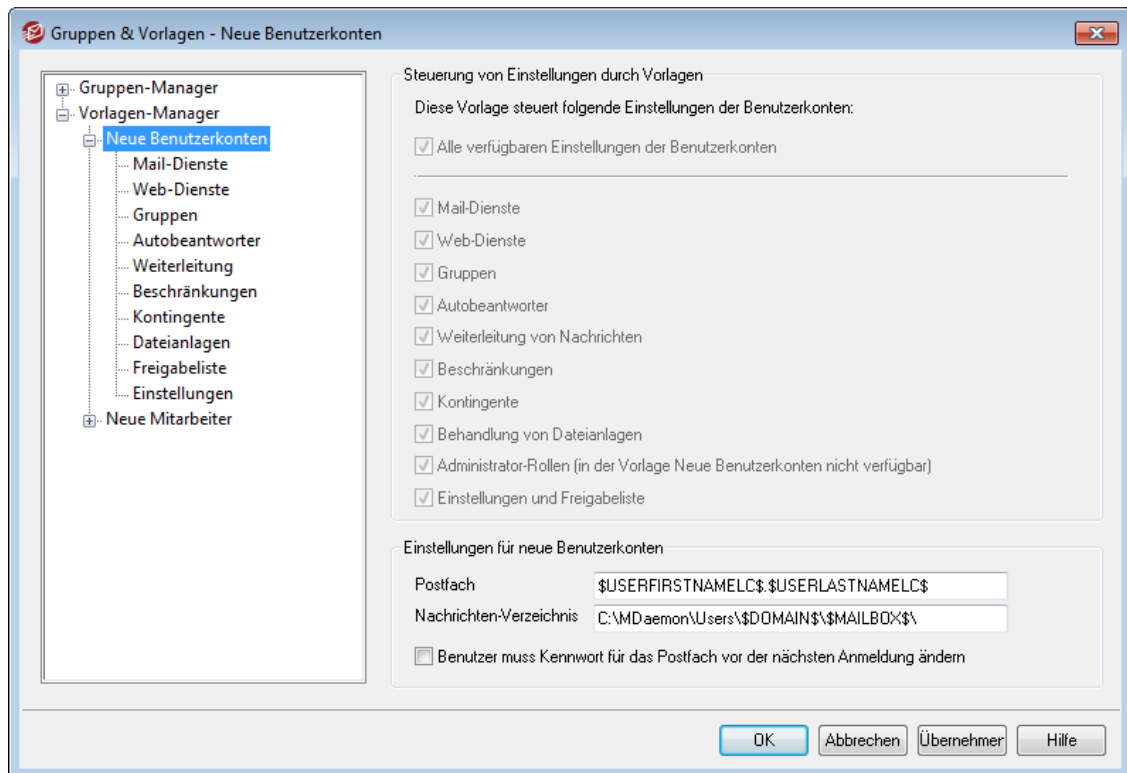 Gruppen & Vorlagen - Neue Benutzerkonten
Gruppen-Manager
Vorlagen-Manager
Neue Benutzerkonten
Mail-Dienste
Web-Dienste
Gruppen
Autobeantworter
Weiterleitung
Beschränkungen
Kontingente
Dateianlagen
Freigabeliste
Einstellungen
Neue Mitarbeiter
Steuerung von Einstellungen durch Vorlagen
Diese Vorlage steuert folgende Einstellungen der Benutzerkonten:
Alle verfügbaren Einstellungen der Benutzerkonten
Mail-Dienste
Web-Dienste
Gruppen
Autobeantworter
Weiterleitung von Nachrichten
Beschränkungen
Kontingente
Behandlung von Dateianlagen
Administrator-Rollen (in der Vorlage Neue Benutzerkonten nicht verfügbar)
Einstellungen und Freigabeliste
Einstellungen für neue Benutzerkonten
Postfach $USERFIRSTNAMELC$.$USERLASTNAMELC$
Nachrichten-Verzeichnis C:\MDaemon\Users\$DOMAIN$\$MAILBOX$\
Benutzer muss Kennwort für das Postfach vor der nächsten Anmeldung ändern
OK Abbrechen Übernehmer Hilfe